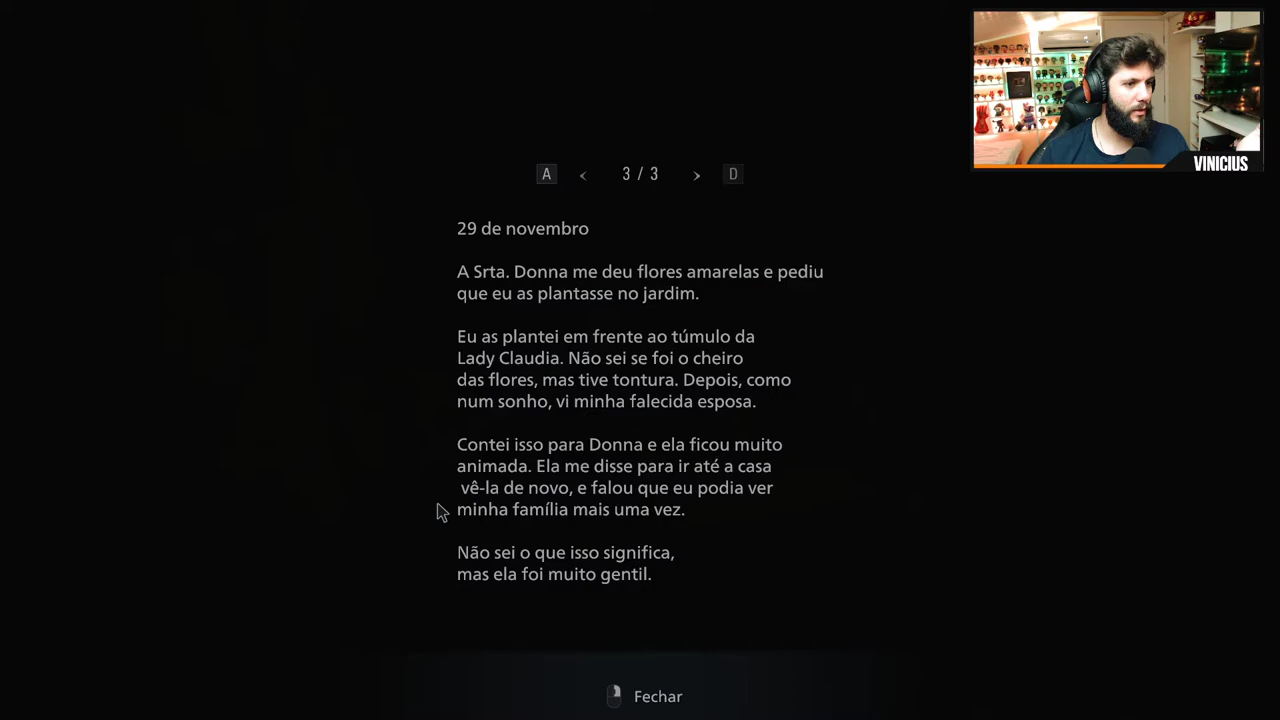 VINICIUS
A < 3 / 3 > D
29 de novembro
A Srta. Donna me deu flores amarelas e pediu
que eu as plantasse no jardim.
Eu as plantei em frente ao túmulo da
Lady Claudia. Não sei se foi o cheiro
das flores, mas tive tontura. Depois, como
num sonho, vi minha falecida esposa.
Contei isso para Donna e ela ficou muito
animada. Ela me disse para ir até a casa
vê-la de novo, e falou que eu podia ver
minha família mais uma vez.
Não sei o que isso significa,
mas ela foi muito gentil.
Fechar